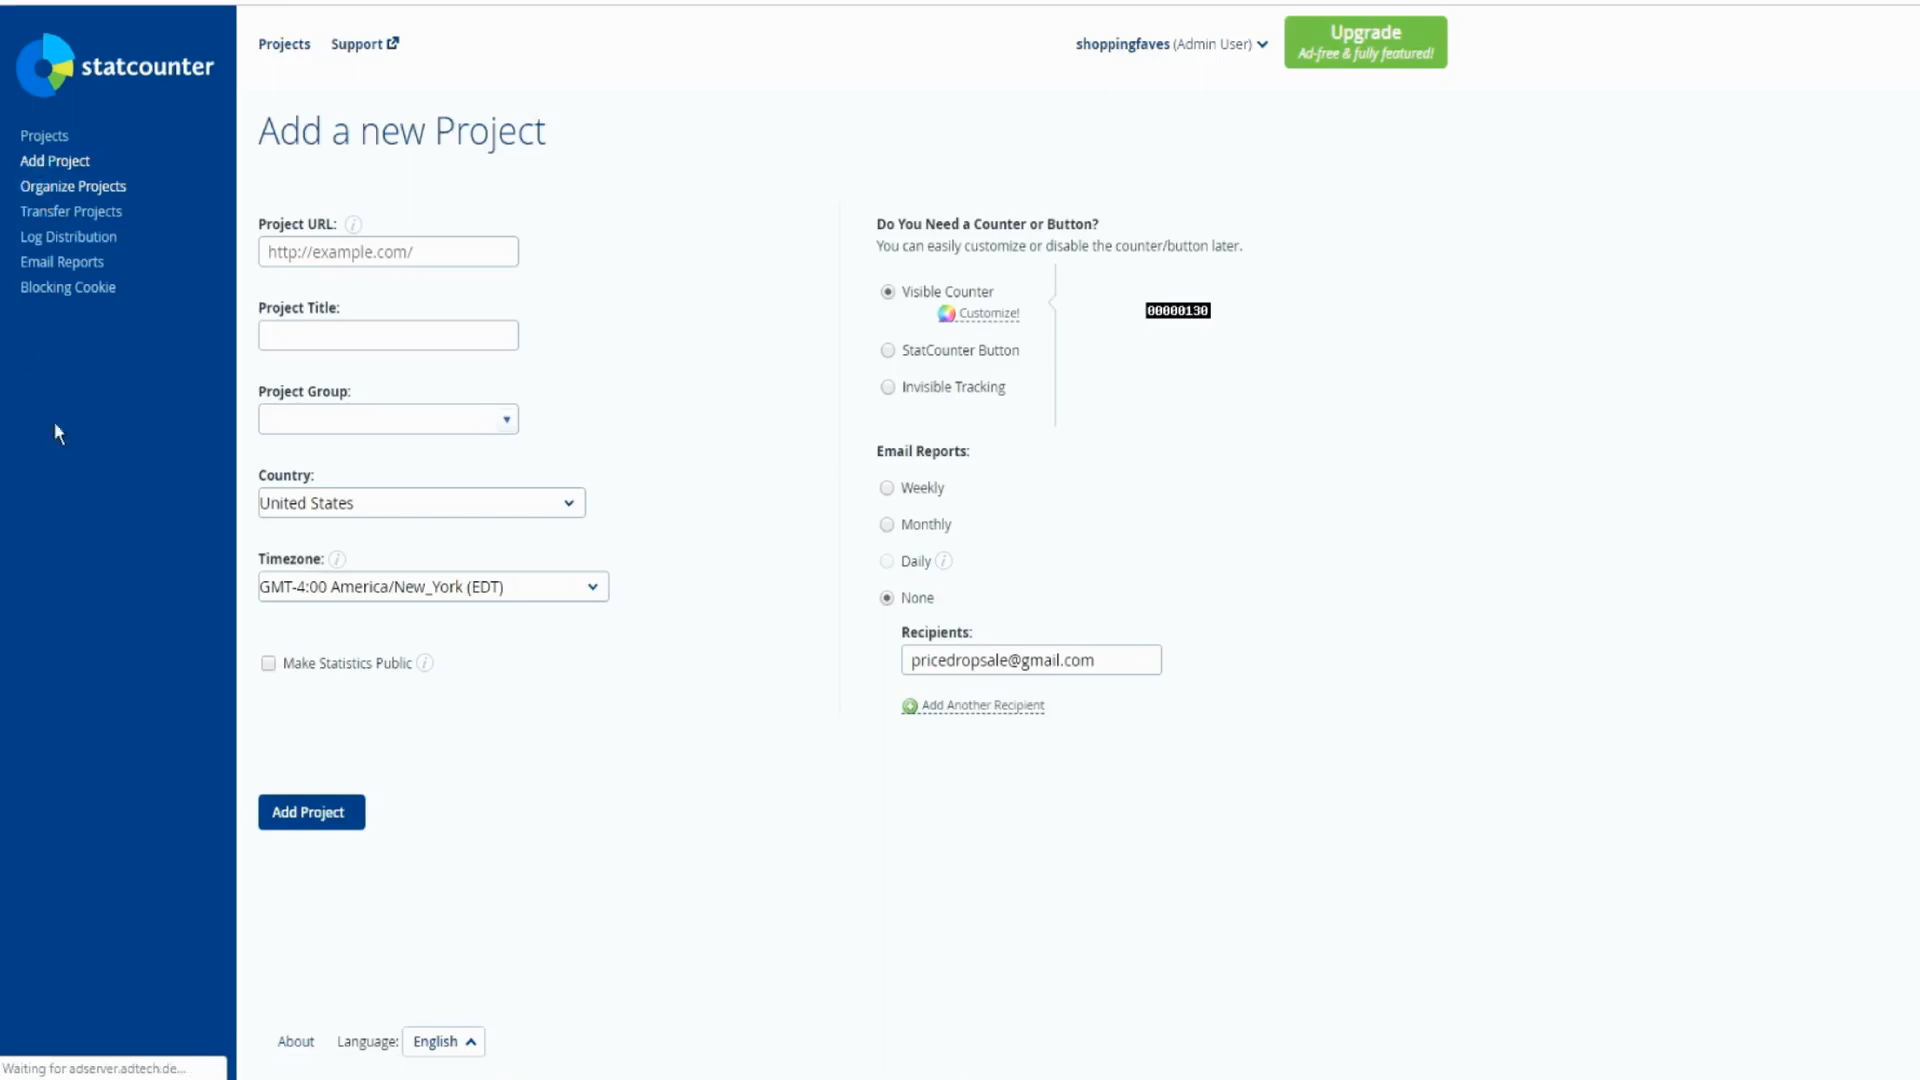 statcounter
Projects
Add Project
Organize Projects
Transfer Projects
Log Distribution
Email Reports
Blocking Cookie
Projects Support
shoppingfaves (Admin User)
Upgrade
Ad-free & fully featured!
Add a new Project
Project URL:
http://example.com/
Project Title:
Project Group:
Country:
United States
Timezone:
GMT-4:00 America/New_York (EDT)
Make Statistics Public
Add Project
Do You Need a Counter or Button?
You can easily customize or disable the counter/button later.
Visible Counter
Customize!
00000130
StatCounter Button
Invisible Tracking
Email Reports:
Weekly
Monthly
Daily
None
Recipients:
pricedropsale@gmail.com
Add Another Recipient
About Language: English
Waiting for adserver.adtech.de...